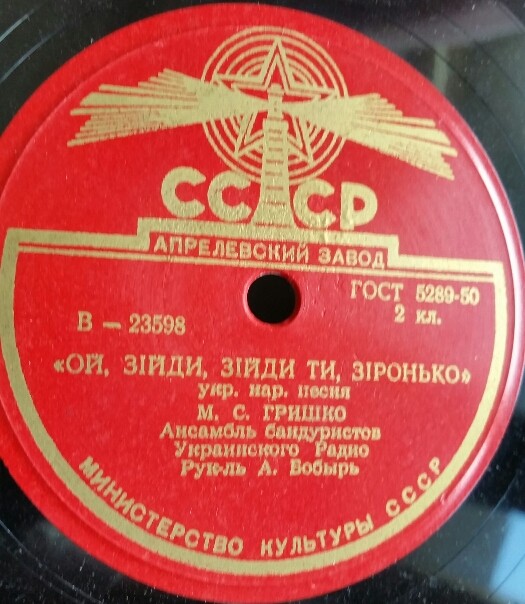 СССР
АПРЕЛЕВСКИЙ ЗАВОД
ГОСТ 5289-50
2 кл.
В — 23598
«ОЙ, ЗІЙДИ, ЗІЙДИ ТИ, ЗІРОНЬКО»
укр. нар. песня
М. С. ГРИШКО
Ансамбль бандуристов
Украинского Радио
Рук-ль А. Бобырь
МИНИСТЕРСТВО КУЛЬТУРЫ СССР